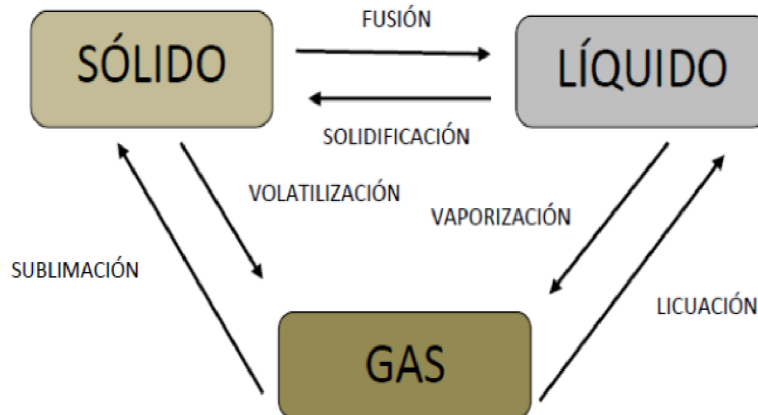 FUSIÓN
SÓLIDO
LÍQUIDO
SOLIDIFICACIÓN
VOLATILIZACIÓN
VAPORIZACIÓN
SUBLIMACIÓN
LICUACIÓN
GAS